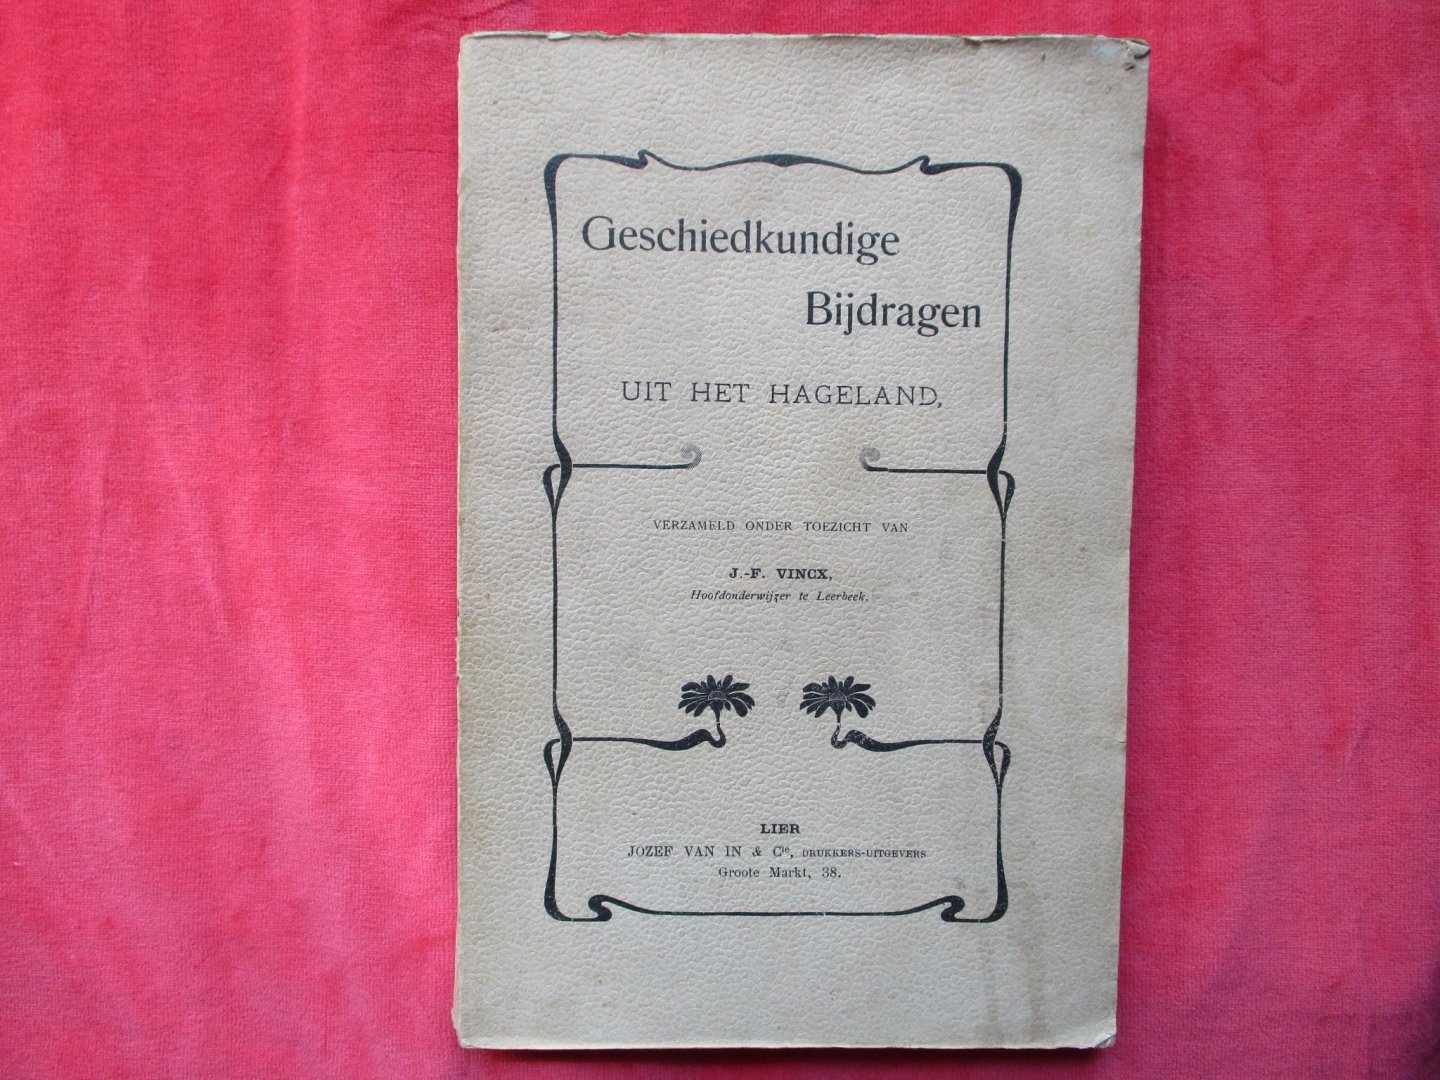 Geschiedkundige
Bijdragen
UIT HET HAGELAND,
VERZAMELD ONDER TOEZICHT VAN
J.-F. VINCX,
Hoofdonderwijzer te Leerbeek.
LIER
JOZEF VAN IN & Cie, DRUKKERS-UITGEVERS
Groote Markt, 38.